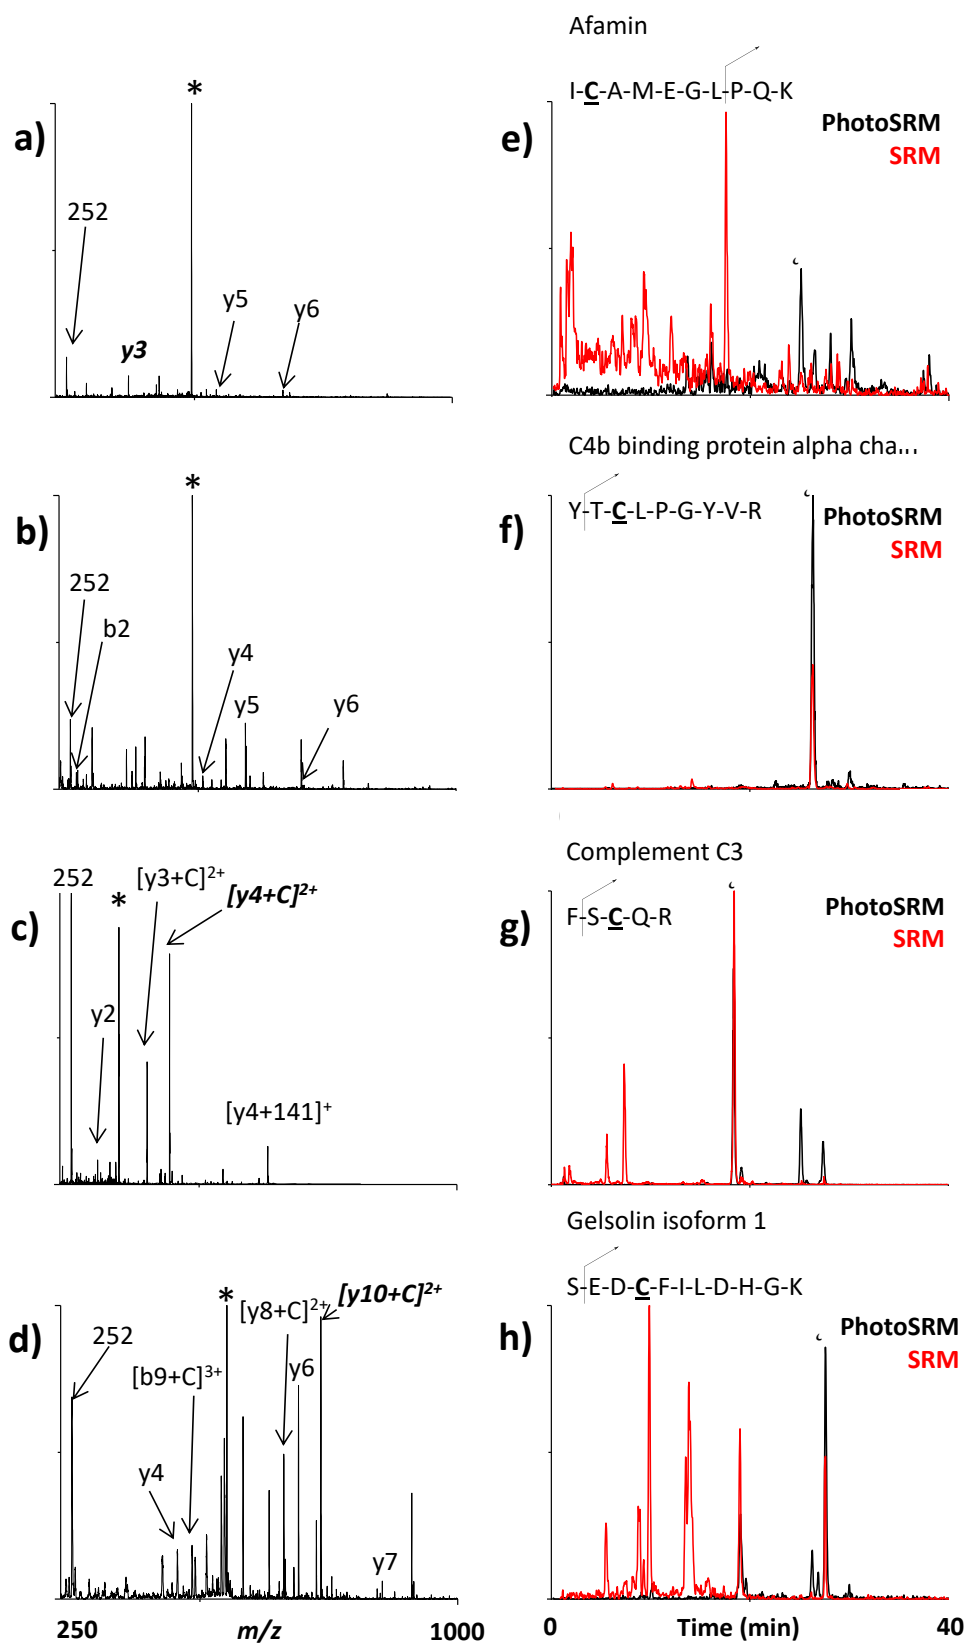 Afamin
I-C-A-M-E-G-L-P-Q-K
a)
*
252
y3
y5
y6
e)
PhotoSRM
SRM
C4b binding protein alpha
Y-T-C-L-P-G-Y-V-R
b)
*
252
b2
y4
y5
y6
f)
PhotoSRM
SRM
Complement C3
F-S-C-Q-R
c)
252
*
[y3+C]2+
[y4+C]2+
y2
[y4+141]+
g)
PhotoSRM
SRM
Gelsolin isoform 1
S-E-D-C-F-I-L-D-H-G-K
d)
252
*
[y8+C]2+
[y10+C]2+
[b9+C]3+
y6
y4
y7
h)
PhotoSRM
SRM
250 m/z 1000
0 Time (min) 40